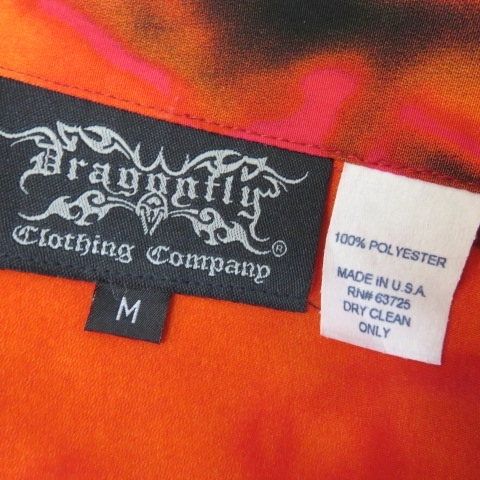 Dragonfly
Clothing Company®
M
100% POLYESTER
MADE IN U.S.A.
RN# 63725
DRY CLEAN
ONLY